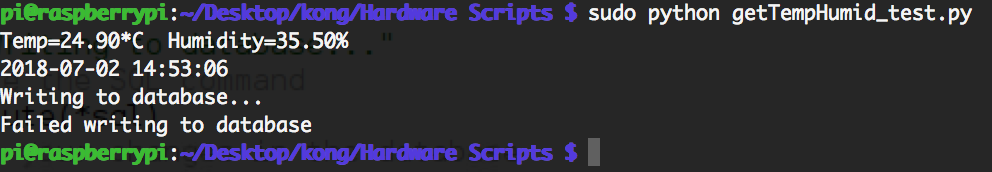 pi@raspberrypi:~/Desktop/kong/Hardware Scripts $ sudo python getTempHumid_test.py
Temp=24.90*C  Humidity=35.50%
2018-07-02 14:53:06
Writing to database...
Failed writing to database
pi@raspberrypi:~/Desktop/kong/Hardware Scripts $